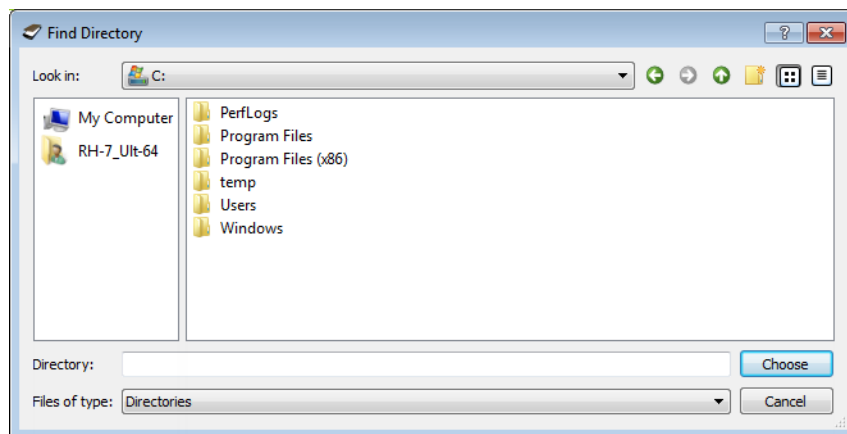 Find Directory
Look in: C:
My Computer
RH-7_Ult-64
PerfLogs
Program Files
Program Files (x86)
temp
Users
Windows
Directory:
Choose
Files of type: Directories
Cancel